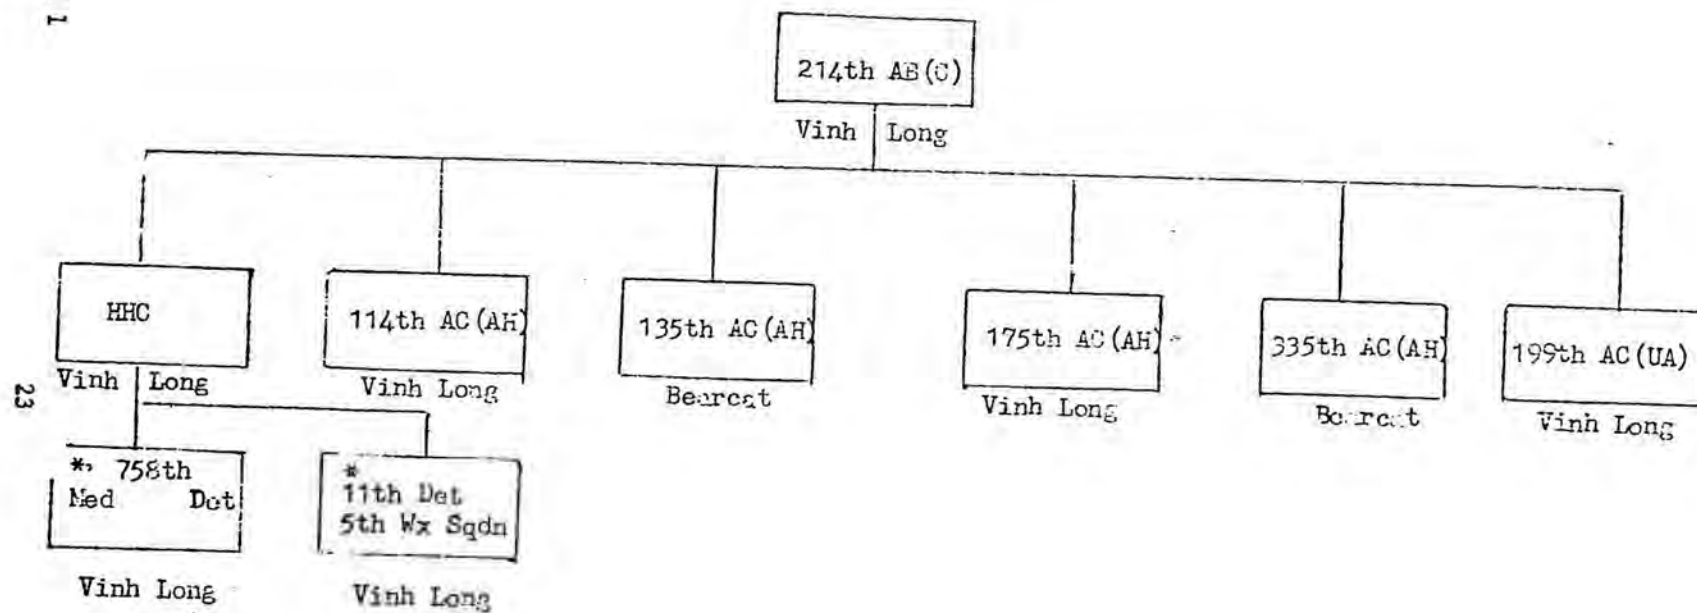 1
214th AB(C)
Vinh Long
HHC
Vinh Long
114th AC(AH)
Vinh Long
135th AC(AH)
Bearcat
175th AC(AH)
Vinh Long
335th AC(AH)
Bearcat
199th AC(UA)
Vinh Long
23
*, 758th
Med Det
Vinh Long
*
11th Det
5th Wx Sqdn
Vinh Long